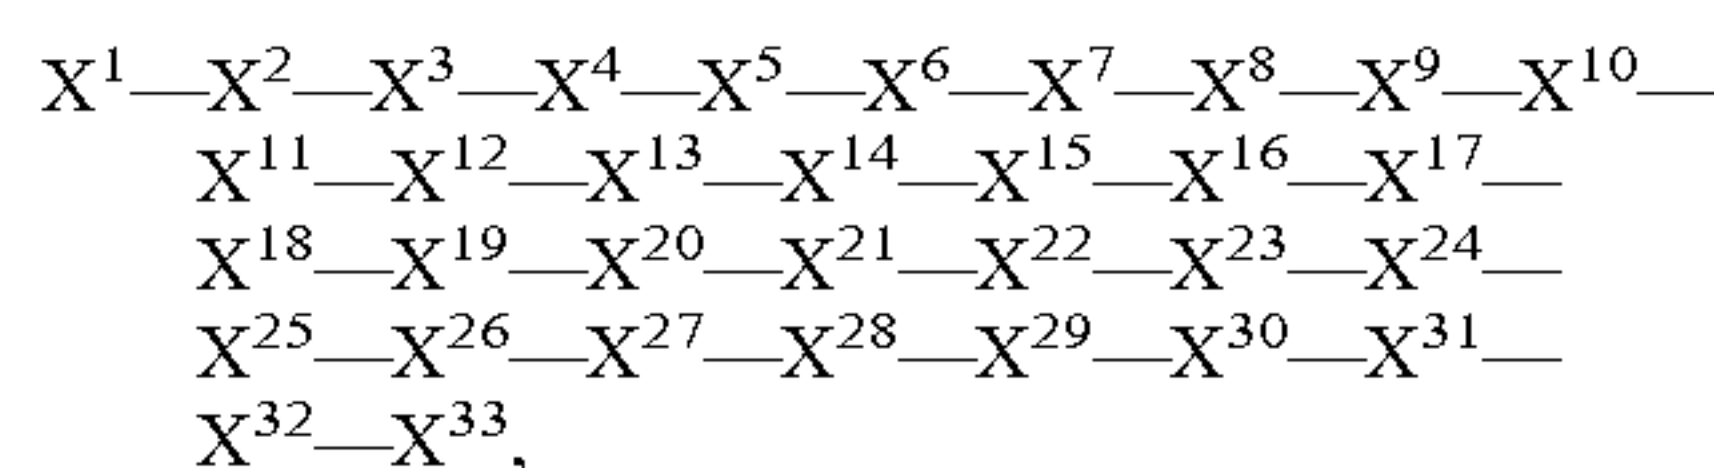 X¹—X²—X³—X⁴—X⁵—X⁶—X⁷—X⁸—X⁹—X¹⁰—
X¹¹—X¹²—X¹³—X¹⁴—X¹⁵—X¹⁶—X¹⁷—
X¹⁸—X¹⁹—X²⁰—X²¹—X²²—X²³—X²⁴—
X²⁵—X²⁶—X²⁷—X²⁸—X²⁹—X³⁰—X³¹—
X³²—X³³,